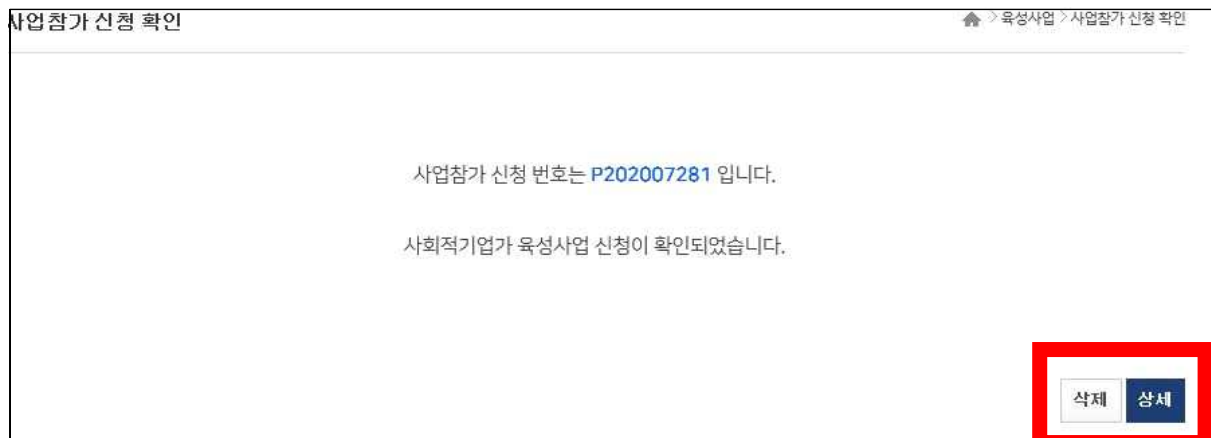 사업참가 신청 확인
> 육성사업 > 사업참가 신청 확인
사업참가 신청 번호는 P202007281 입니다.
사회적기업가 육성사업 신청이 확인되었습니다.
삭제 상세